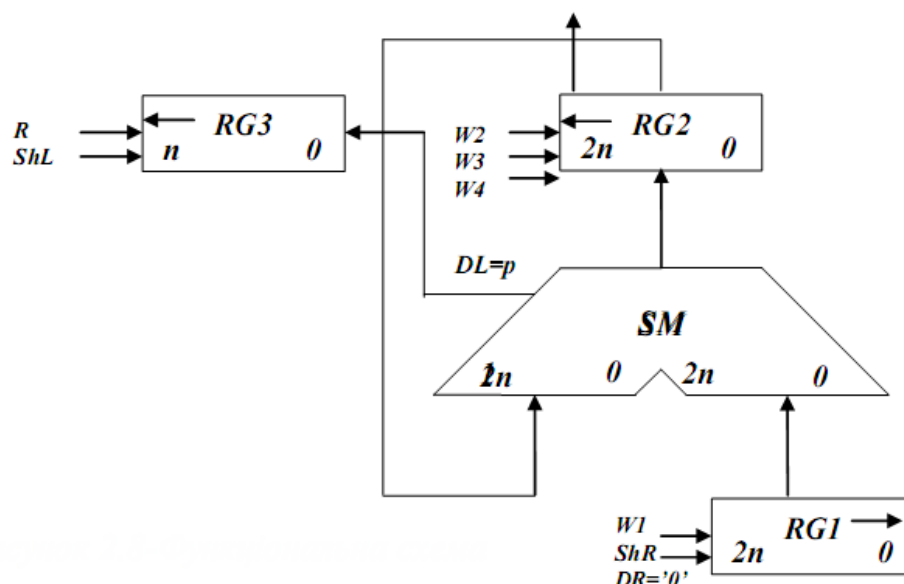 R
ShL
RG3
n 0
W2
W3
W4
RG2
2n 0
DL=p
SM
2n 0 2n 0
W1
ShR
DR='0'
RG1
2n 0